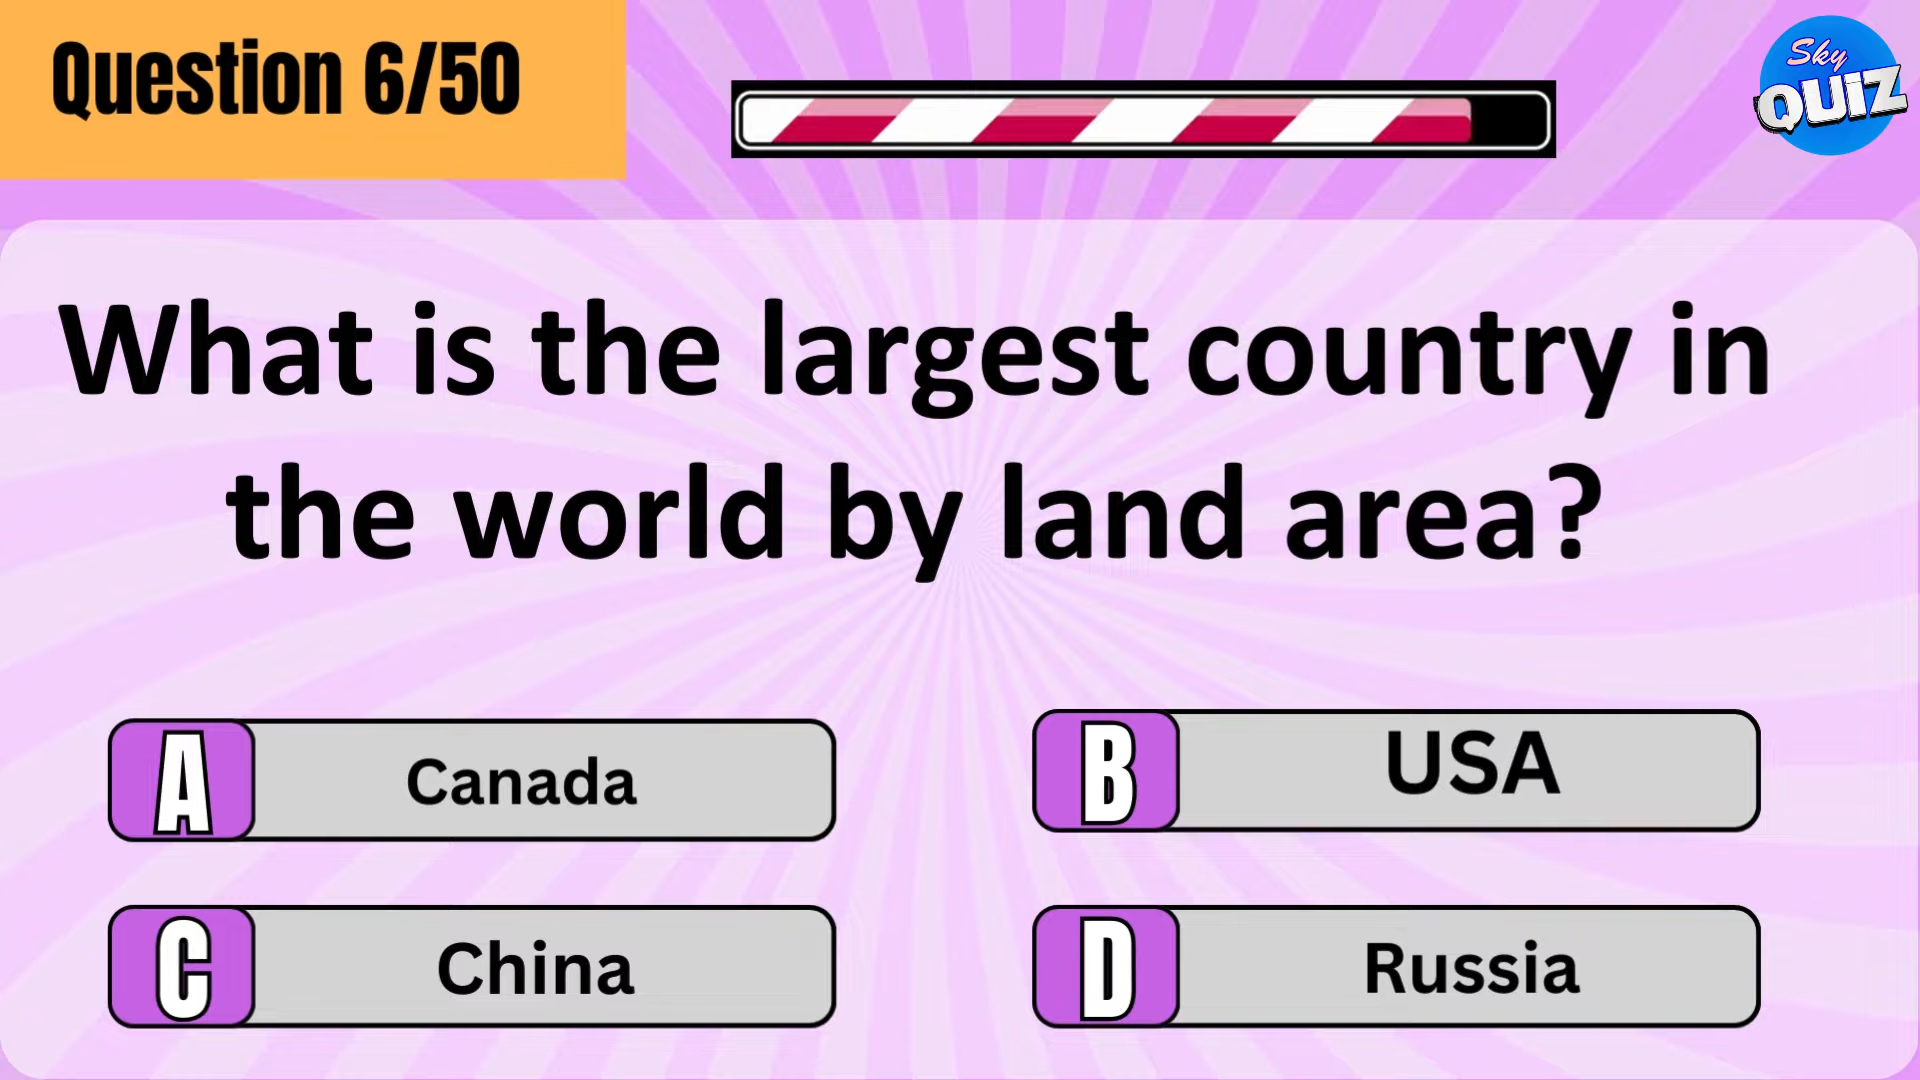 Question 6/50
Sky
QUIZ
What is the largest country in
the world by land area?
A Canada
B USA
C China
D Russia